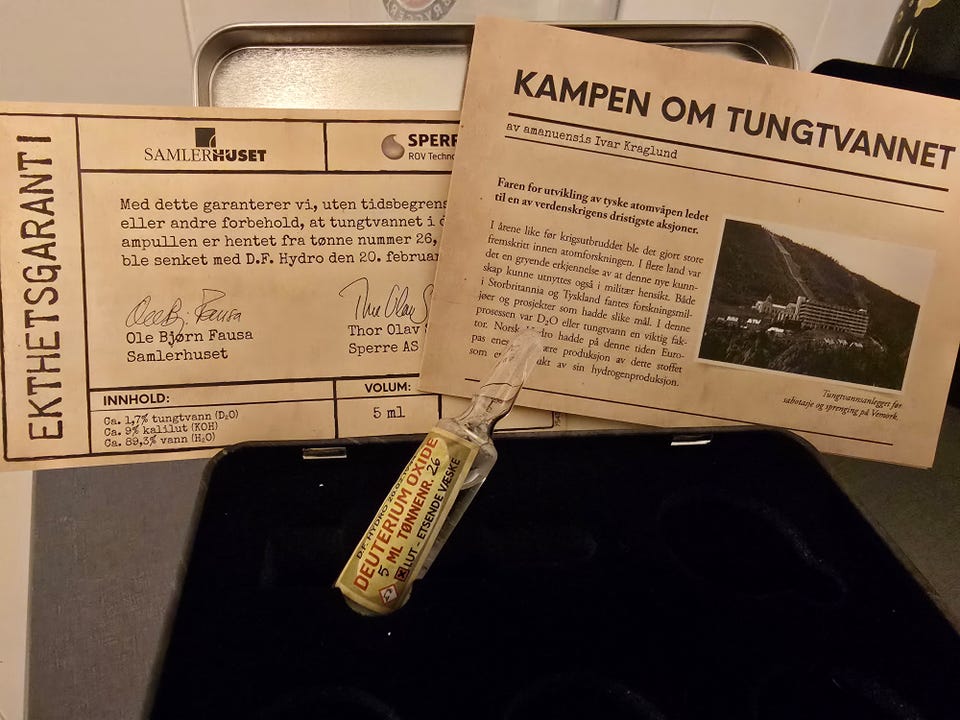 EKTHETSGARANTI
SAMLERHUSET
SPERR
ROV Techno
Med dette garanterer vi, uten tidsbegrens
eller andre forbehold, at tungtvannet i d
ampullen er hentet fra tønne nummer 26,
ble senket med D.F. Hydro den 20. februar
Ole Bjørn Fausa
Samlerhuset
Thor Olav S
Sperre AS
INNHOLD:
Ca. 1,7% tungtvann (D₂O)
Ca. 9% kalilut (KOH)
Ca. 89,3% vann (H₂O)
VOLUM:
5 ml
KAMPEN OM TUNGTVANNET
av amanuensis Ivar Kraglund
Faren for utvikling av tyske atomvåpen ledet
til en av verdenskrigens dristigste aksjoner.
I årene like før krigsutbruddet ble det gjort store
fremskritt innen atomforskningen. I flere land var
det en gryende erkjennelse av at denne nye kunn-
skap kunne utnyttes også i militær hensikt. Både
i Storbritannia og Tyskland fantes forskningsmil-
jøer og prosjekter som hadde slike mål. I denne
prosessen var D₂O eller tungtvann en viktig fak-
tor. Norsk Hydro hadde på denne tiden Euro-
pas enes ære produksjon av dette stoffet
som e akt av sin hydrogenproduksjon.
Tungtvannsanlegget før
sabotasje og sprenging på Vemork.
D.F. HYDRO
DEUTERIUM OXIDE
5 ML TØNNENR. 26
LUT - ETSENDE VÆSKE